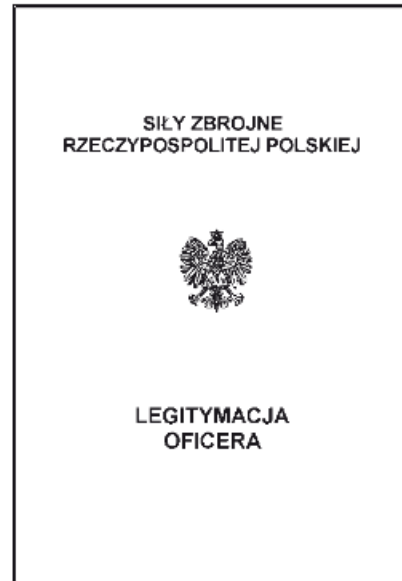 SIŁY ZBROJNE
RZECZYPOSPOLITEJ POLSKIEJ
LEGITYMACJA
OFICERA